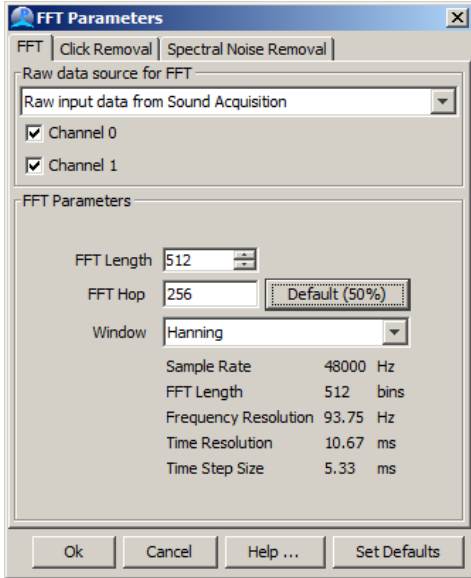 FFT Parameters
FFT Click Removal Spectral Noise Removal
Raw data source for FFT
Raw input data from Sound Acquisition
Channel 0
Channel 1
FFT Parameters
FFT Length 512
FFT Hop 256 Default (50%)
Window Hanning
Sample Rate 48000 Hz
FFT Length 512 bins
Frequency Resolution 93.75 Hz
Time Resolution 10.67 ms
Time Step Size 5.33 ms
Ok Cancel Help ... Set Defaults